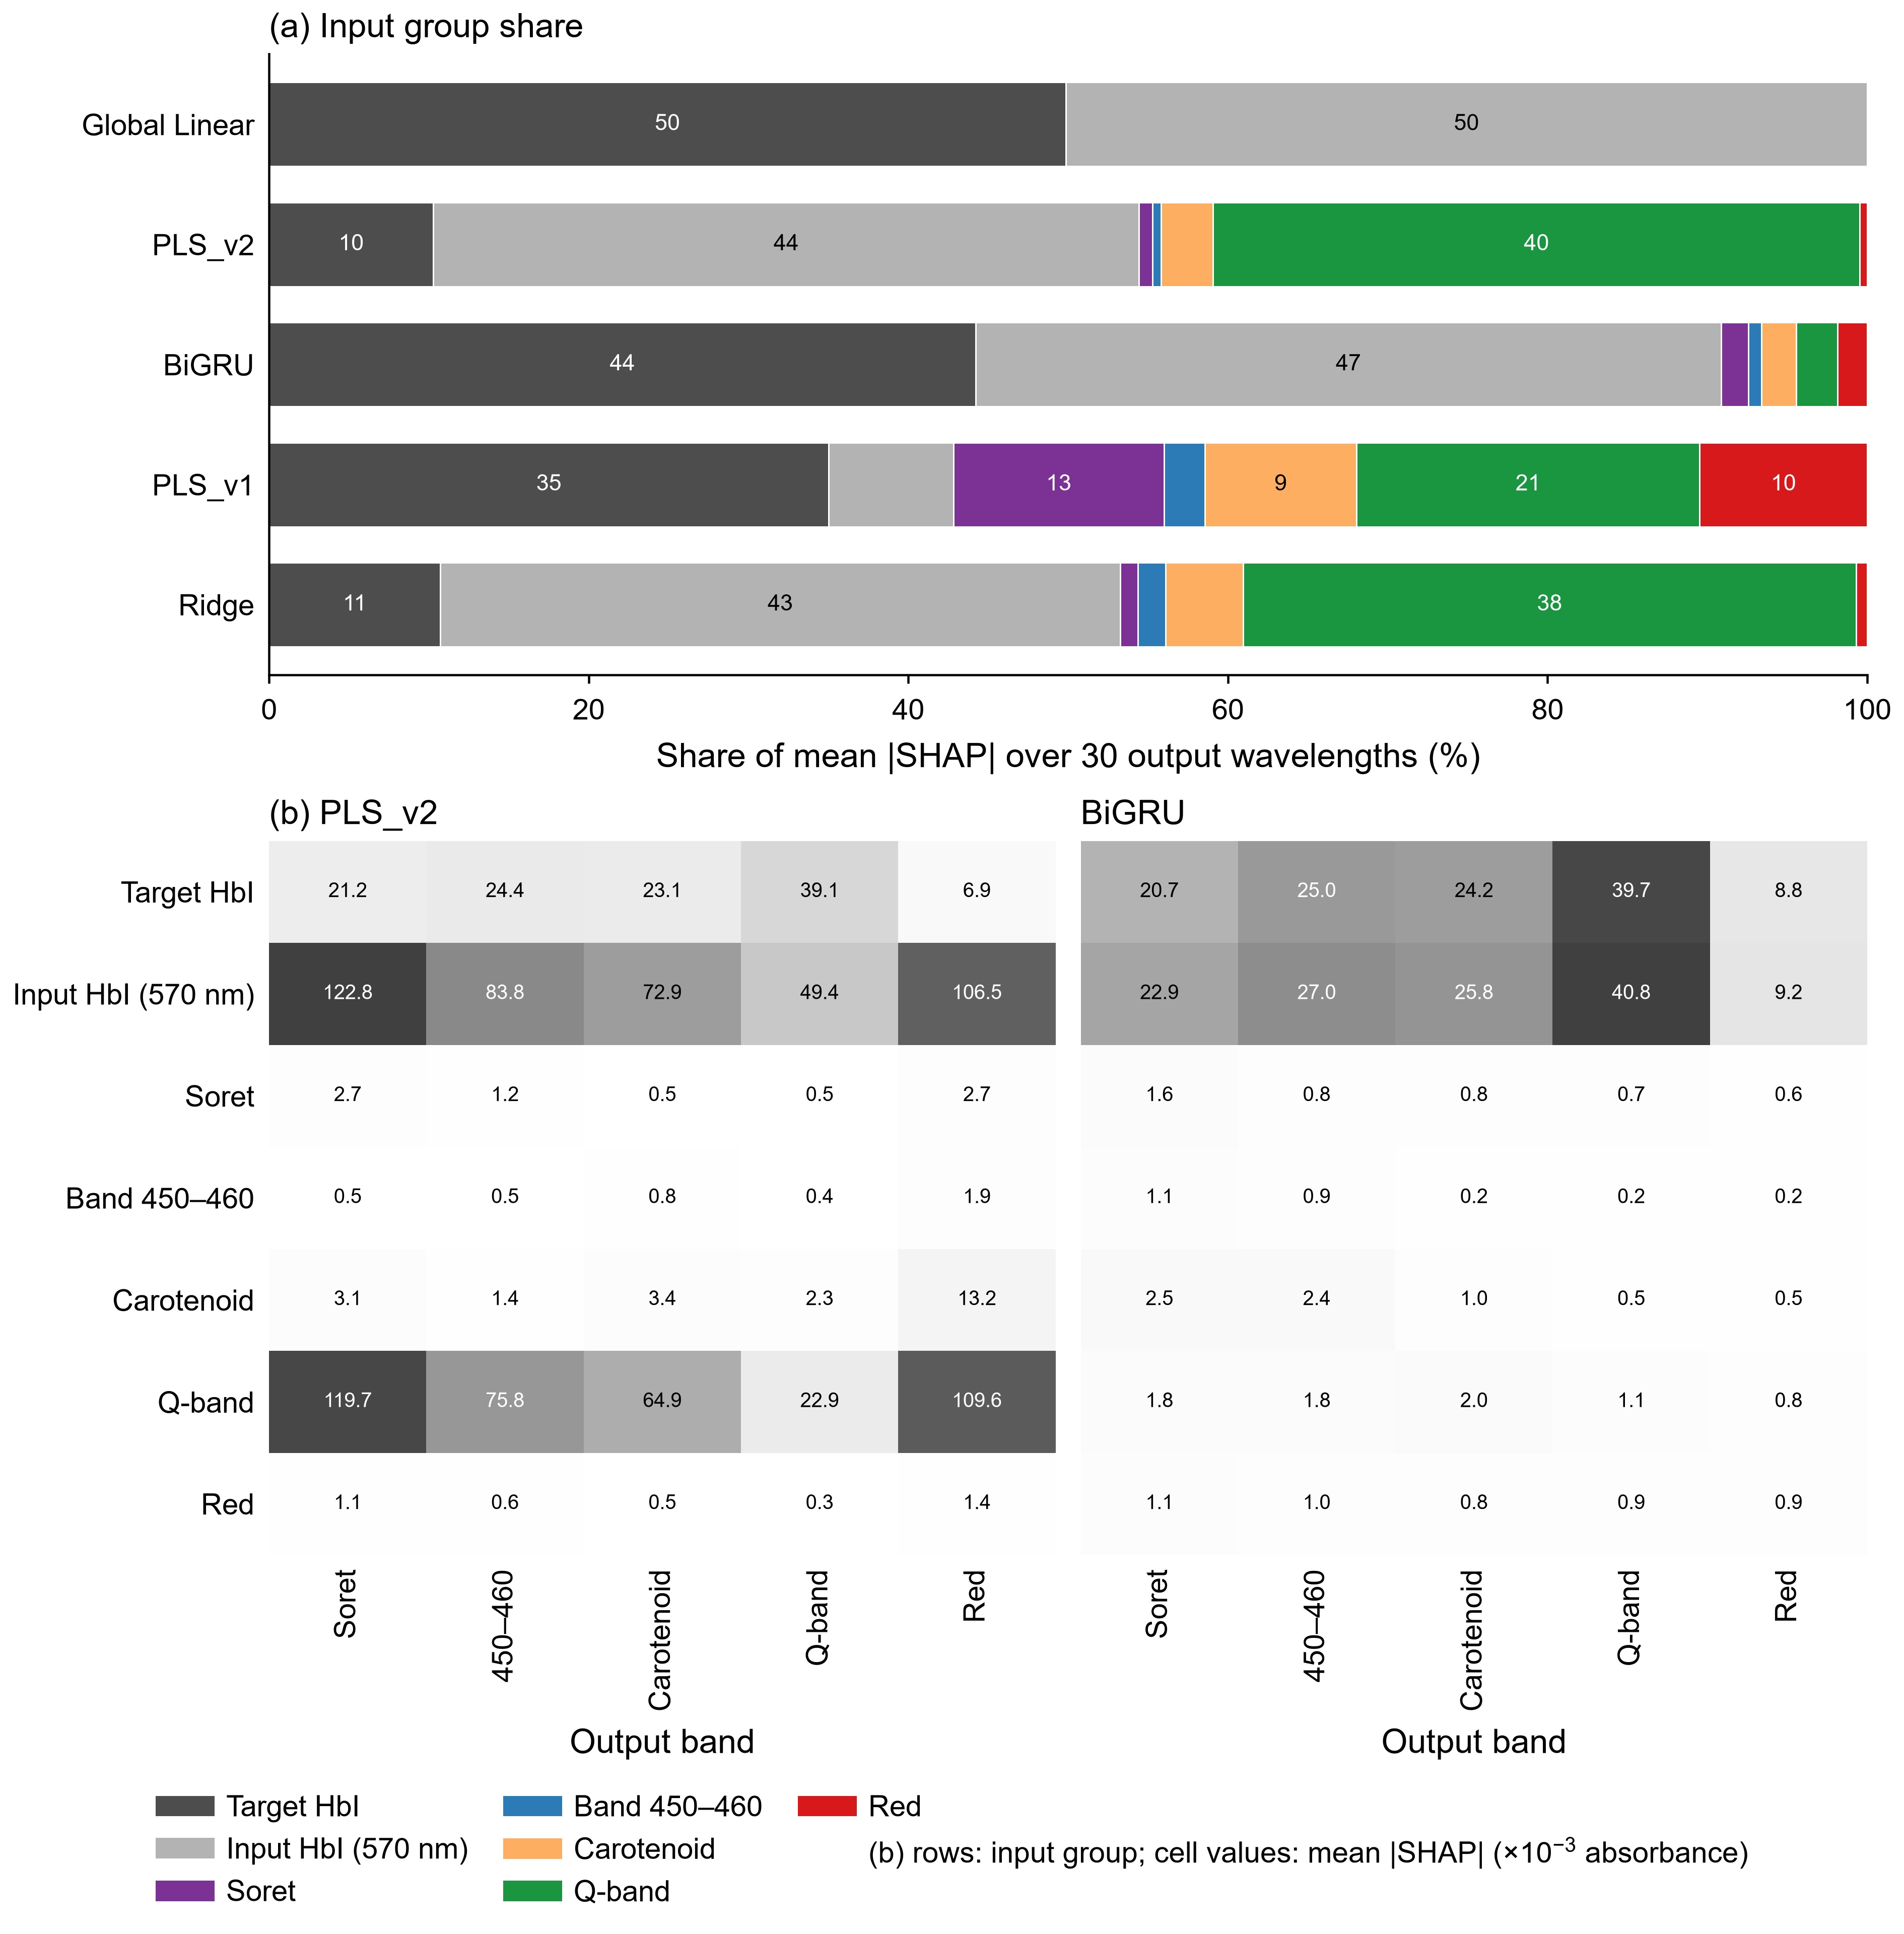 (a) Input group share
Global Linear 50 50
PLS_v2 10 44 40
BiGRU 44 47
PLS_v1 35 13 9 21 10
Ridge 11 43 38
0 20 40 60 80 100
Share of mean |SHAP| over 30 output wavelengths (%)
(b) PLS_v2 BiGRU
Target HbI 21.2 24.4 23.1 39.1 6.9 20.7 25.0 24.2 39.7 8.8
Input HbI (570 nm) 122.8 83.8 72.9 49.4 106.5 22.9 27.0 25.8 40.8 9.2
Soret 2.7 1.2 0.5 0.5 2.7 1.6 0.8 0.8 0.7 0.6
Band 450–460 0.5 0.5 0.8 0.4 1.9 1.1 0.9 0.2 0.2 0.2
Carotenoid 3.1 1.4 3.4 2.3 13.2 2.5 2.4 1.0 0.5 0.5
Q-band 119.7 75.8 64.9 22.9 109.6 1.8 1.8 2.0 1.1 0.8
Red 1.1 0.6 0.5 0.3 1.4 1.1 1.0 0.8 0.9 0.9
Soret 450–460 Carotenoid Q-band Red Soret 450–460 Carotenoid Q-band Red
Output band Output band
Target HbI Band 450–460 Red
Input HbI (570 nm) Carotenoid (b) rows: input group; cell values: mean |SHAP| (×10⁻³ absorbance)
Soret Q-band